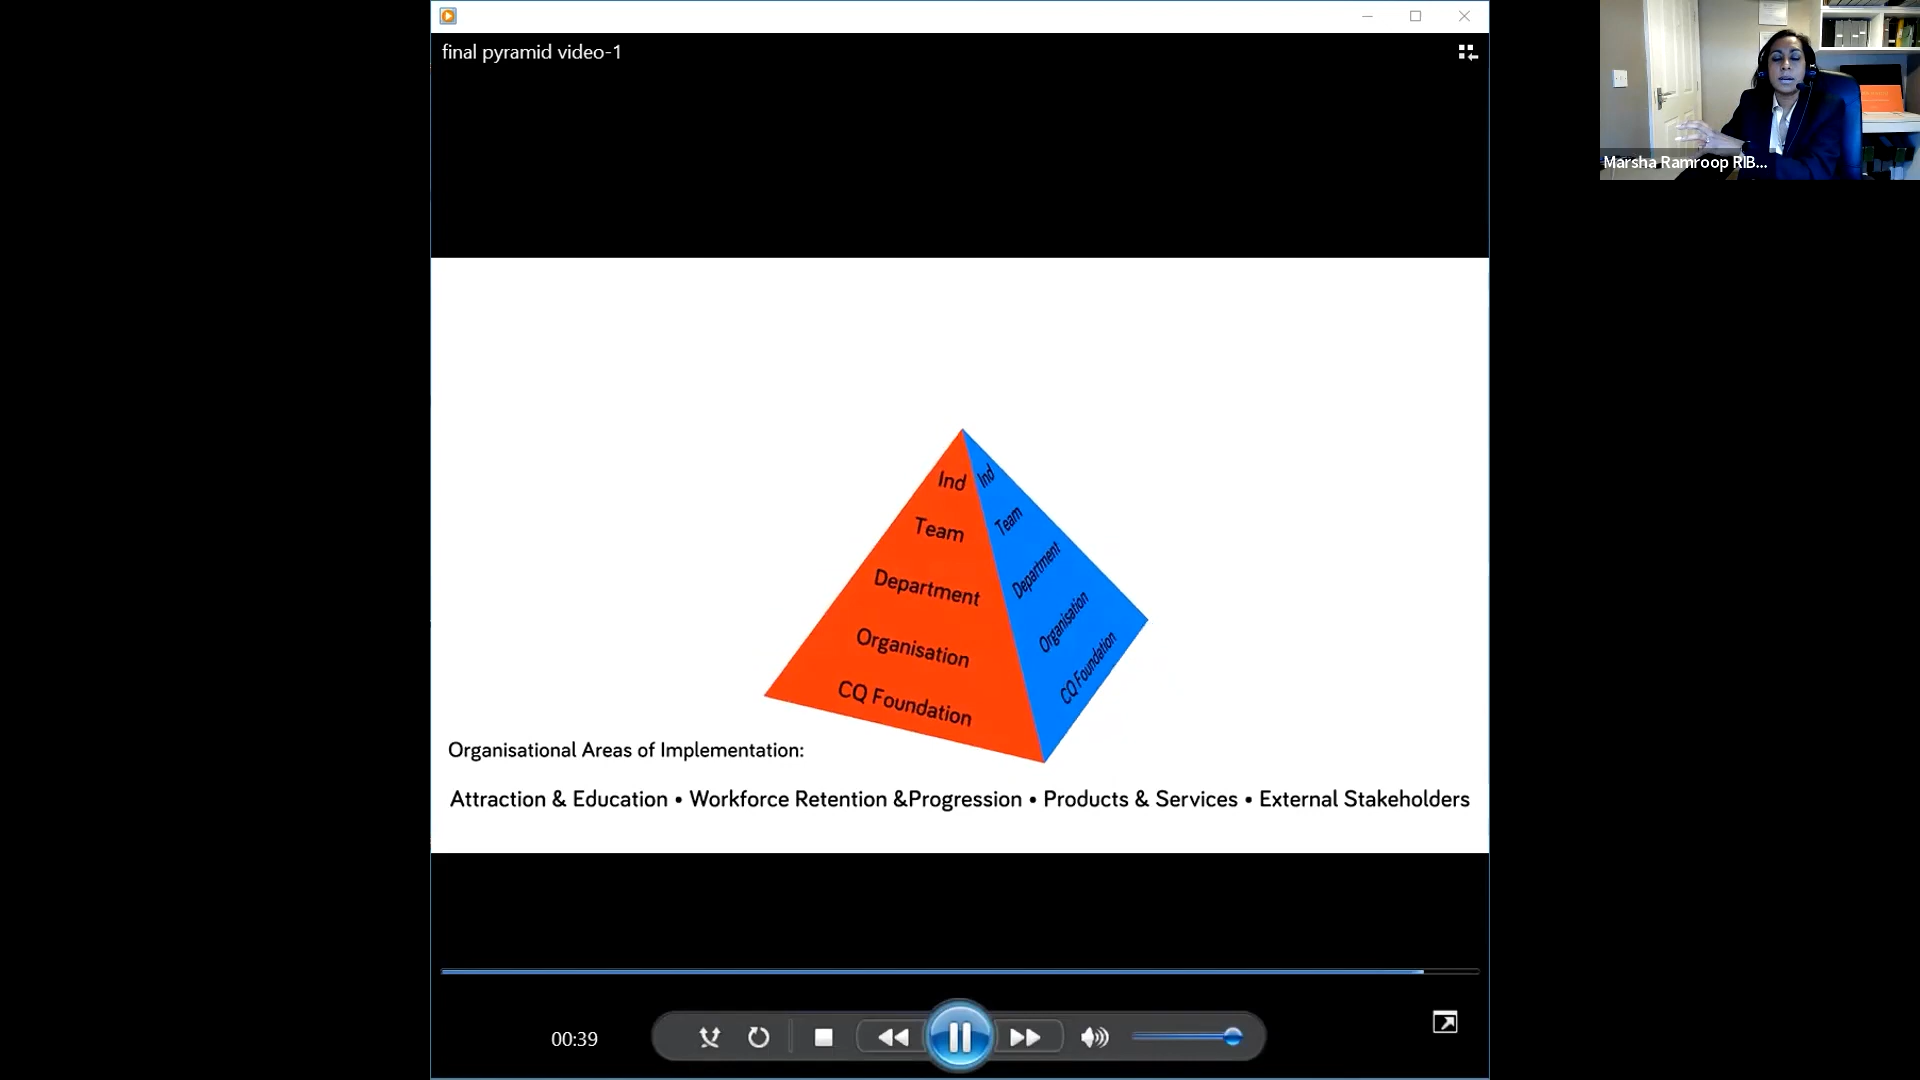 final pyramid video-1
Marsha Ramroop RIB...
Ind
Team
Department
Organisation
CQ Foundation
Ind
Team
Department
Organisation
CQ Foundation
Organisational Areas of Implementation:
Attraction & Education • Workforce Retention &Progression • Products & Services • External Stakeholders
00:39